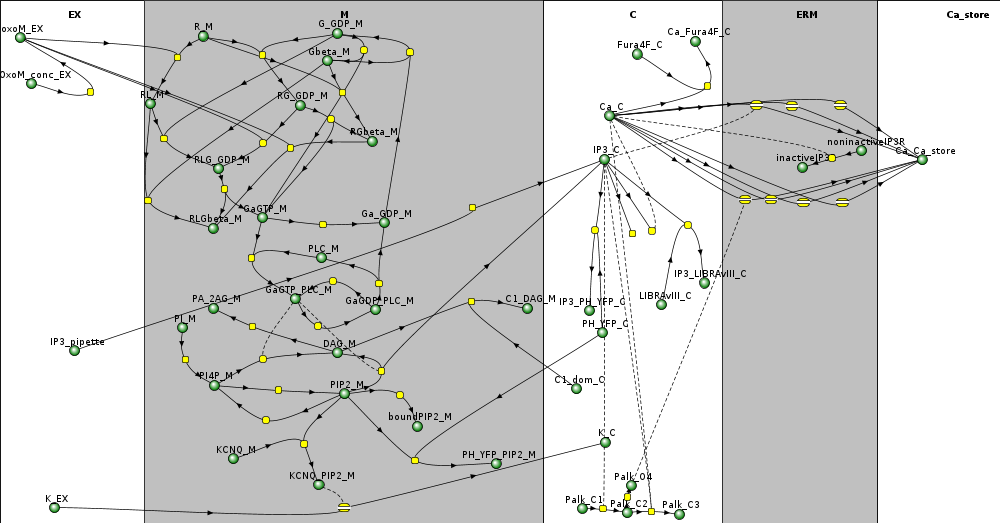 EX
M
C
ERM
Ca_store
oxoM_EX
OxoM_conc_EX
R_M
G_GDP_M
Gbeta_M
RL_M
RG_GDP_M
RGbeta_M
RLG_GDP_M
RLGbeta_M
GaGTP_M
Ga_GDP_M
PLC_M
GaGTP_PLC_M
GaGDP_PLC_M
PA_2AG_M
PI_M
IP3_pipette
DAG_M
C1_DAG_M
PI4P_M
PIP2_M
boundPIP2_M
KCNQ_M
KCNQ_PIP2_M
PH_YFP_PIP2_M
K_EX
Ca_Fura4F_C
Fura4F_C
Ca_C
IP3_C
IP3_LIBRAvIII_C
LIBRAvIII_C
IP3_PH_YFP_C
PH_YFP_C
C1_dom_C
K_C
Palk_O4
Palk_C1
Palk_C2
Palk_C3
noninactiveIP3R
Ca_Ca_store